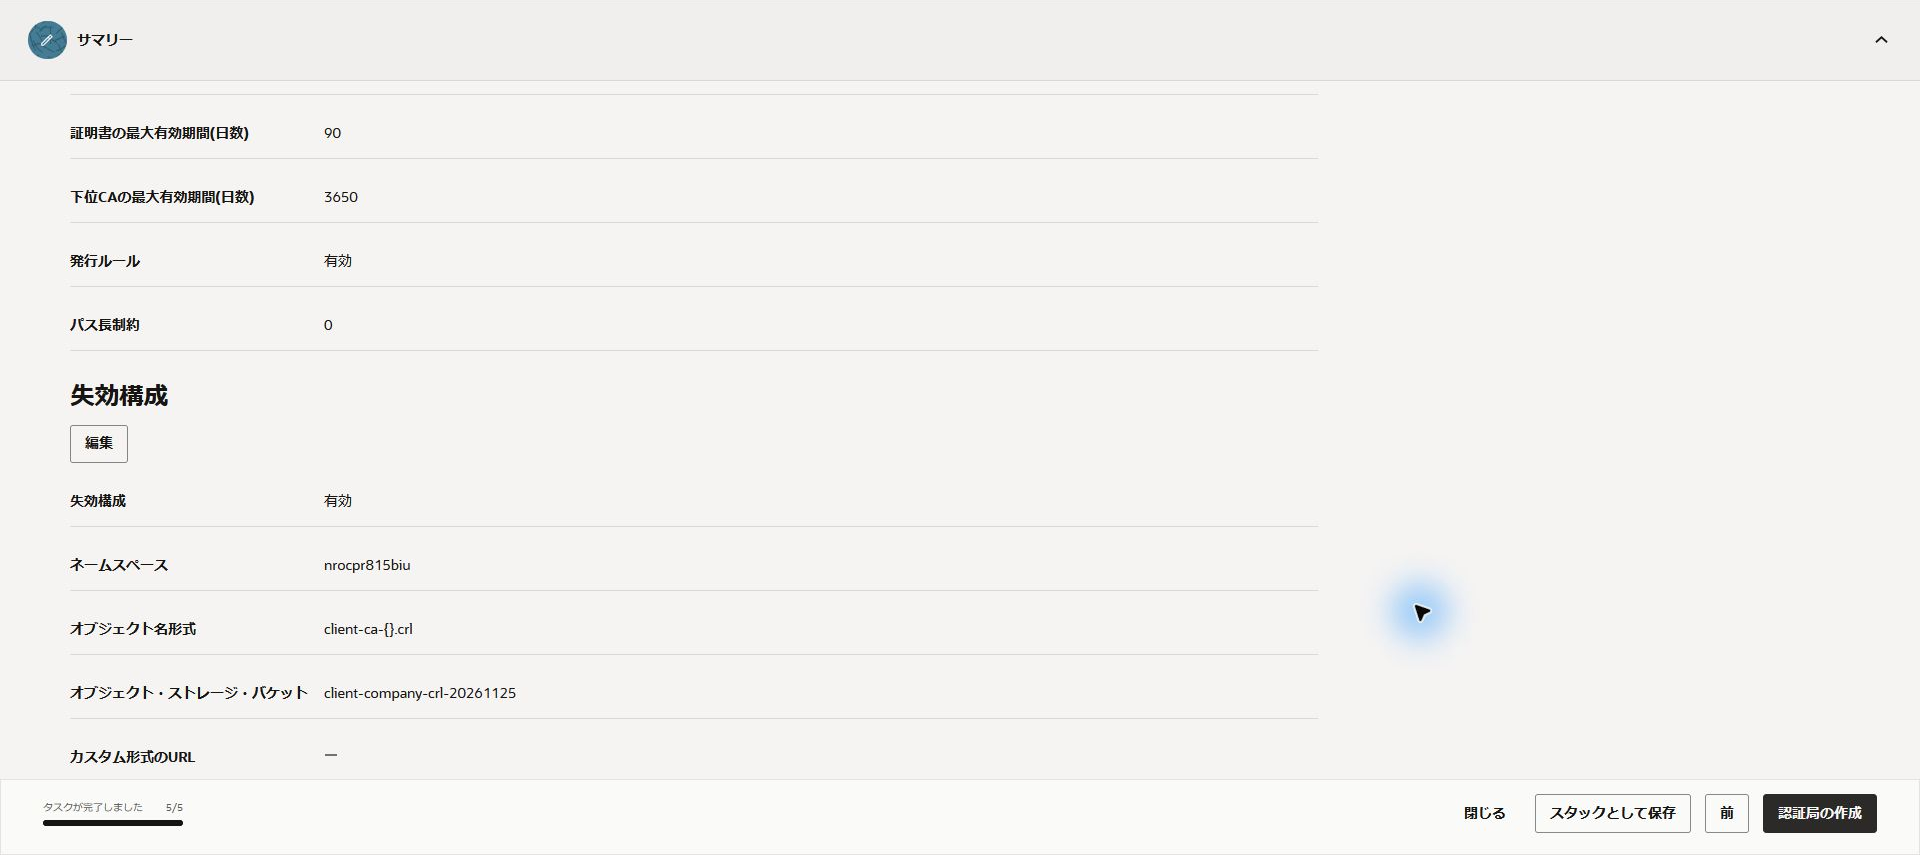 サマリー
証明書の最大有効期間(日数) 90
下位CAの最大有効期間(日数) 3650
発行ルール 有効
パス長制約 0
失効構成
編集
失効構成 有効
ネームスペース nrocpr815biu
オブジェクト名形式 client-ca-{}.crl
オブジェクト・ストレージ・バケット client-company-crl-20261125
カスタム形式のURL —
タスクが完了しました 5/5
閉じる スタックとして保存 前 認証局の作成